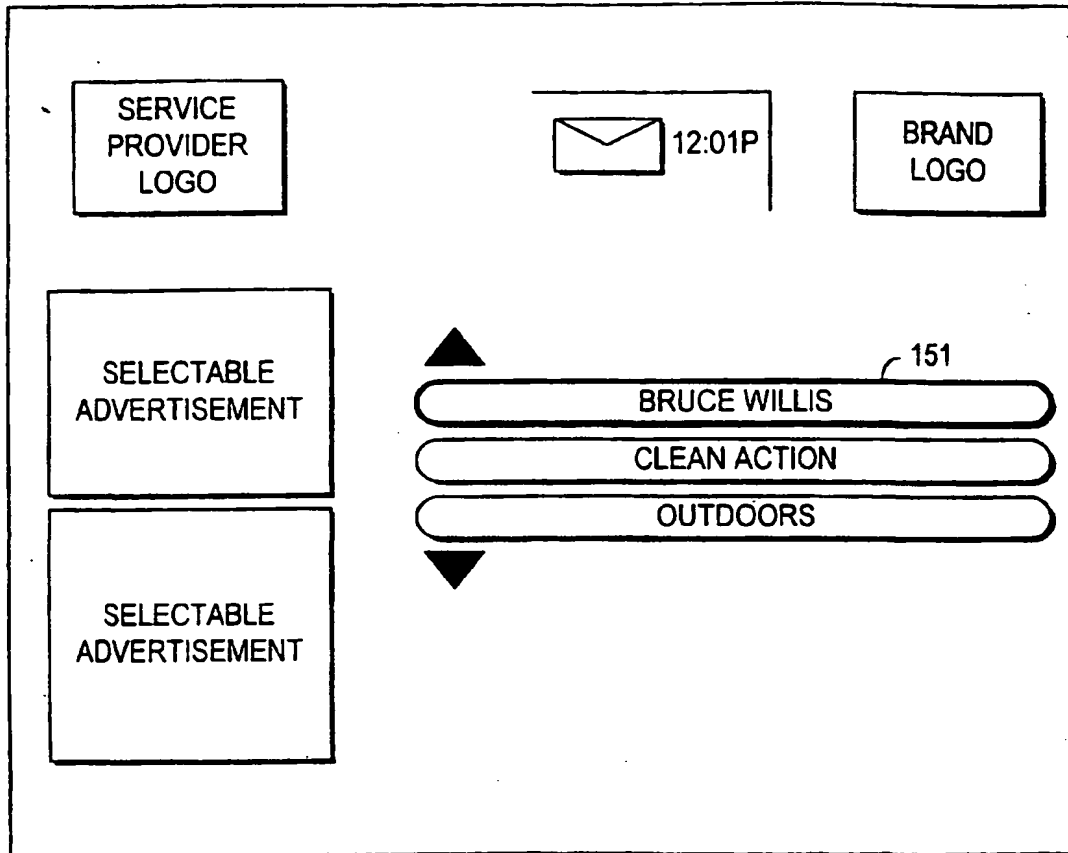 SERVICE
PROVIDER
LOGO
12:01P
BRAND
LOGO
SELECTABLE
ADVERTISEMENT
151
BRUCE WILLIS
CLEAN ACTION
OUTDOORS
SELECTABLE
ADVERTISEMENT